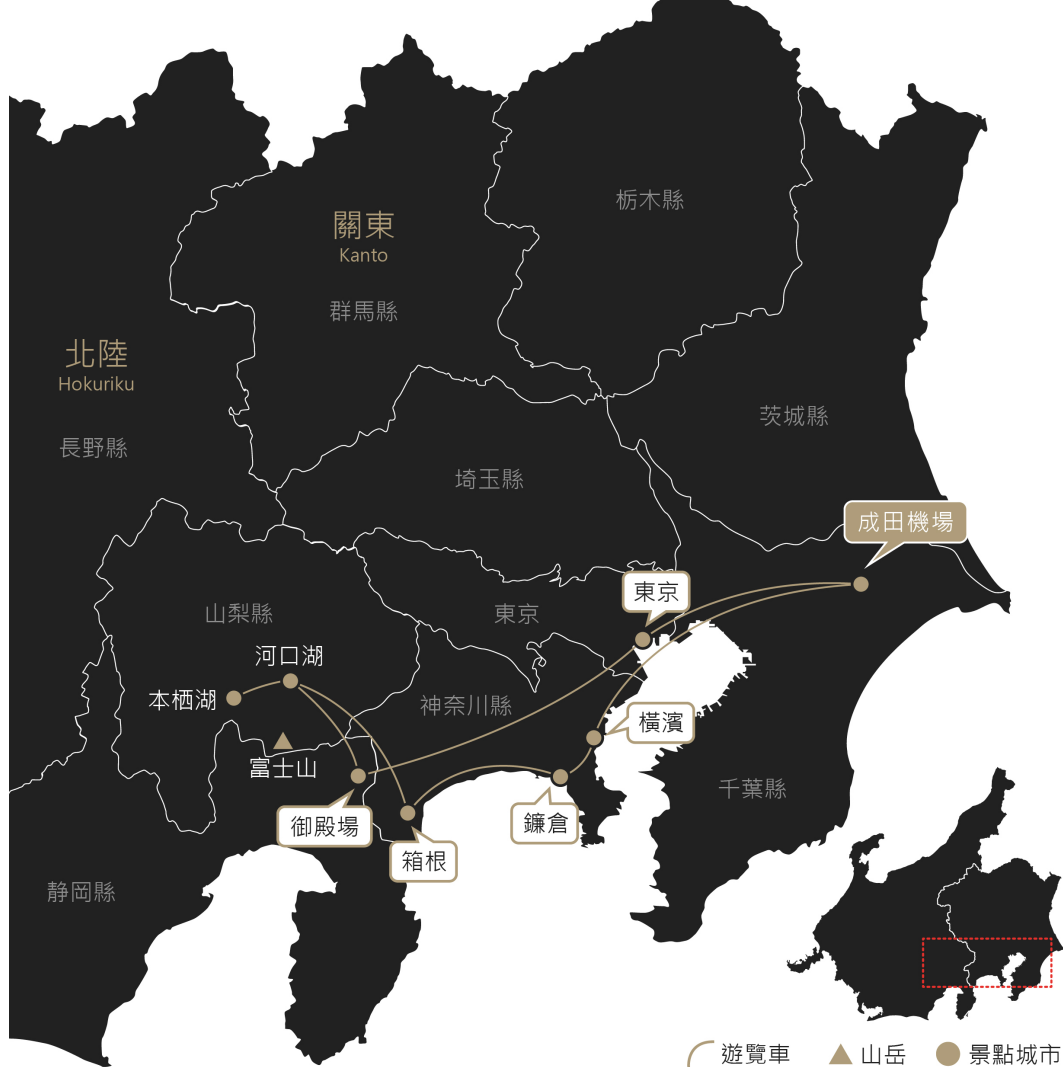 栃木縣
關東
Kanto
群馬縣
北陸
Hokuriku
茨城縣
長野縣
埼玉縣
成田機場
東京
山梨縣
東京
河口湖
本栖湖
神奈川縣
橫濱
富士山
千葉縣
御殿場
鐮倉
箱根
静岡縣
遊覽車
山岳
景點城市